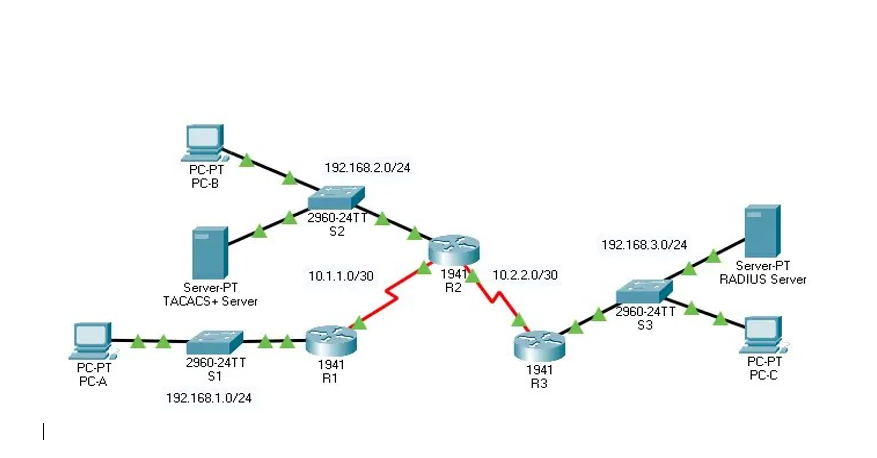 PC-PT
PC-B
192.168.2.0/24
2960-24TT
S2
Server-PT
TACACS+ Server
10.1.1.0/30
1941
R2
10.2.2.0/30
192.168.3.0/24
Server-PT
RADIUS Server
2960-24TT
S3
PC-PT
PC-A
2960-24TT
S1
192.168.1.0/24
1941
R1
1941
R3
PC-PT
PC-C